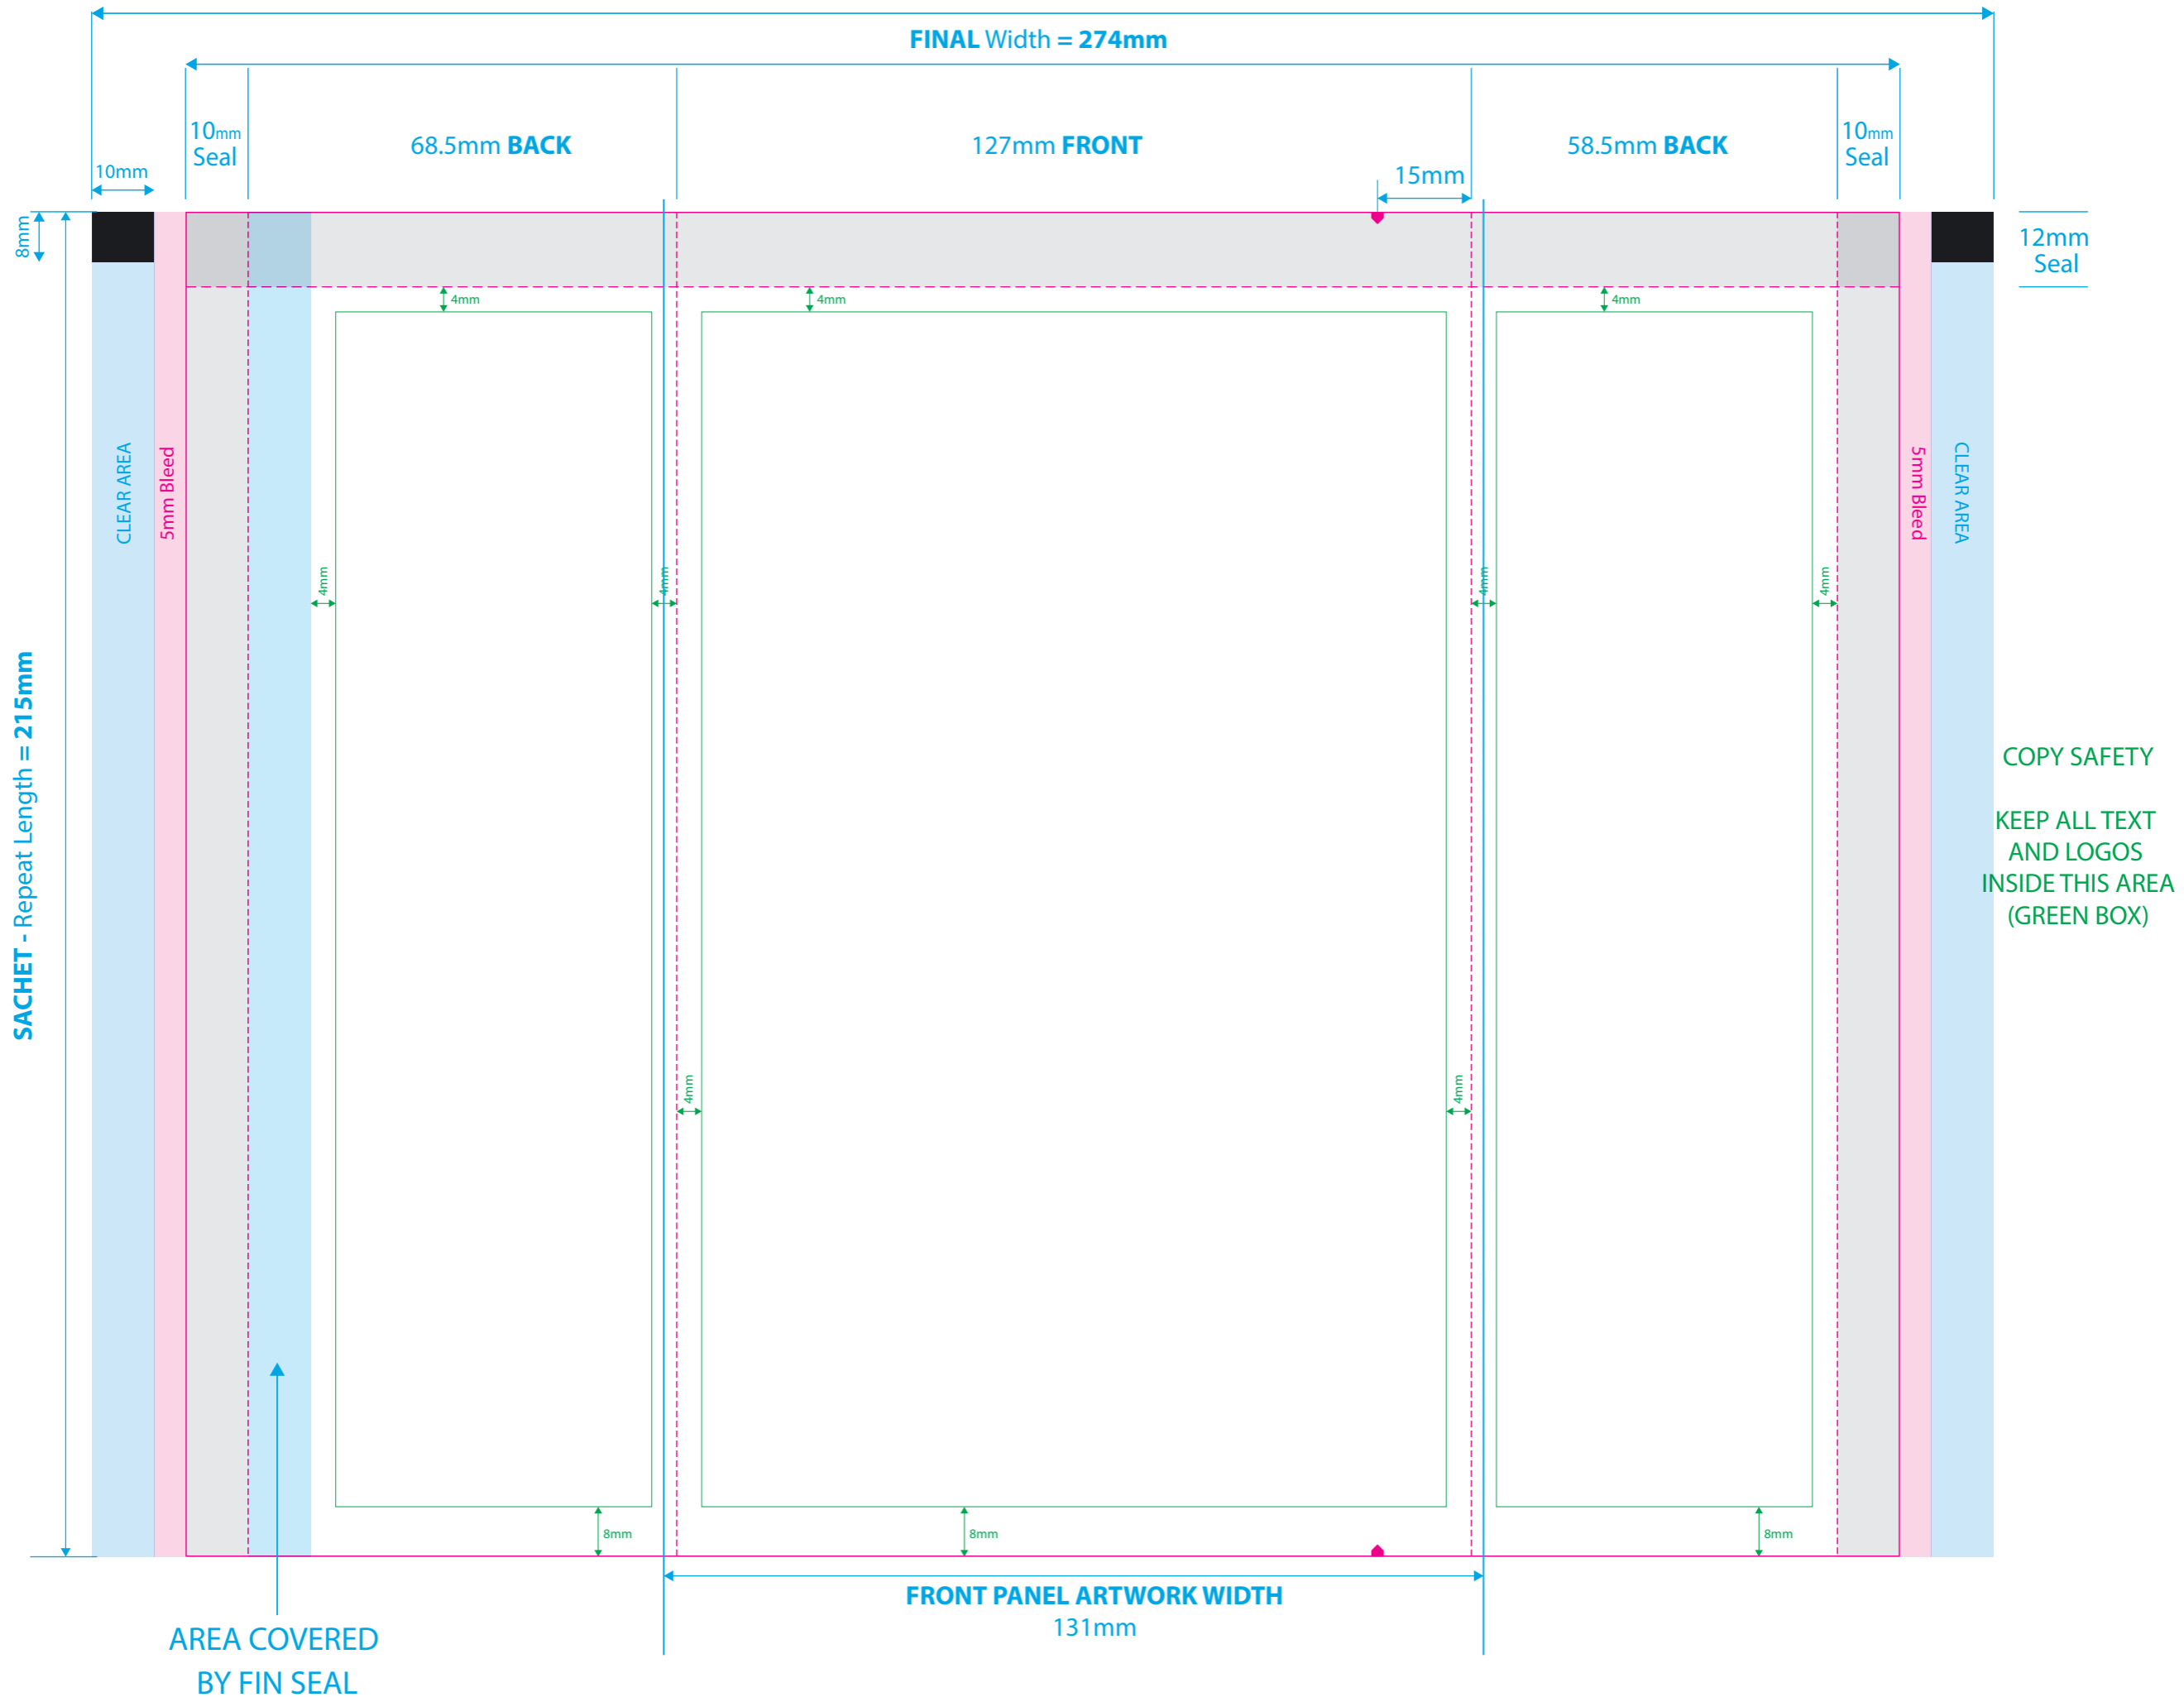 FINAL Width = 274mm
10mm
Seal
68.5mm BACK
127mm FRONT
58.5mm BACK
10mm
Seal
10mm
15mm
8mm
12mm
Seal
4mm
4mm
4mm
CLEAR AREA
5mm Bleed
5mm Bleed
CLEAR AREA
4mm
4mm
4mm
4mm
SACHET - Repeat Length = 215mm
COPY SAFETY
KEEP ALL TEXT
AND LOGOS
INSIDE THIS AREA
(GREEN BOX)
4mm
4mm
8mm
8mm
8mm
FRONT PANEL ARTWORK WIDTH
131mm
AREA COVERED
BY FIN SEAL